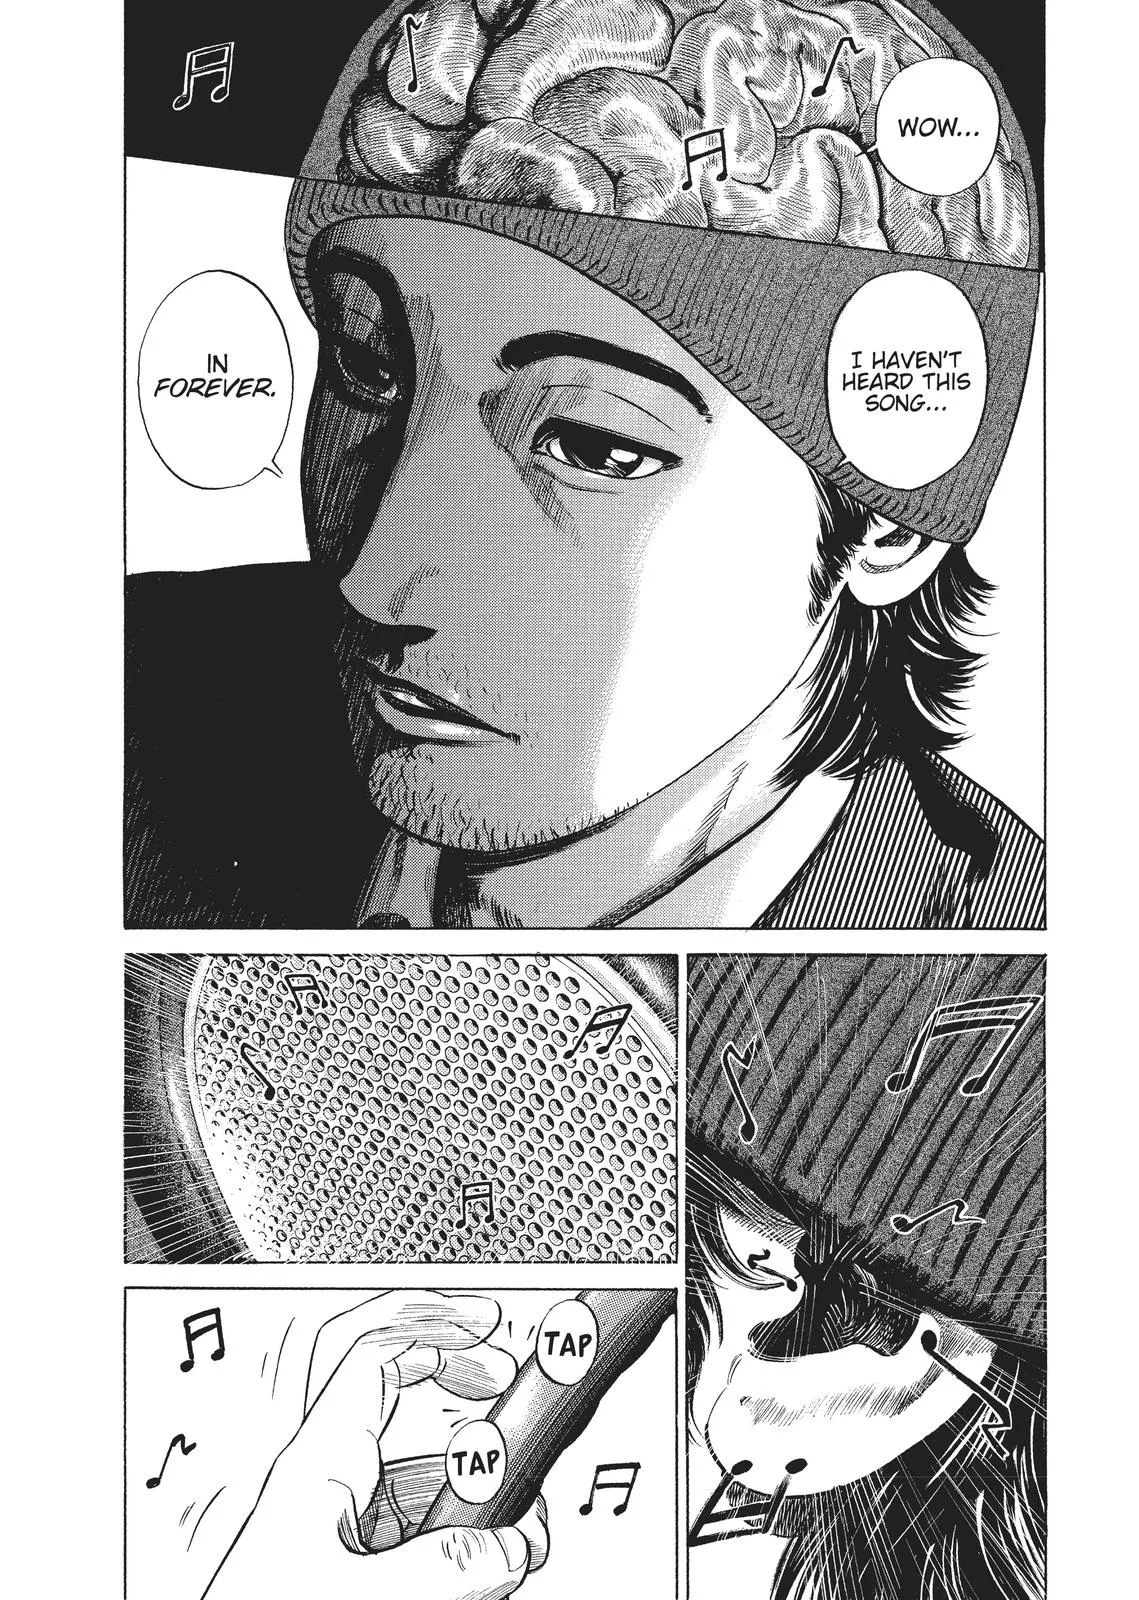 WOW...
I HAVEN'T
HEARD THIS
SONG...
IN
FOREVER.
TAP
TAP